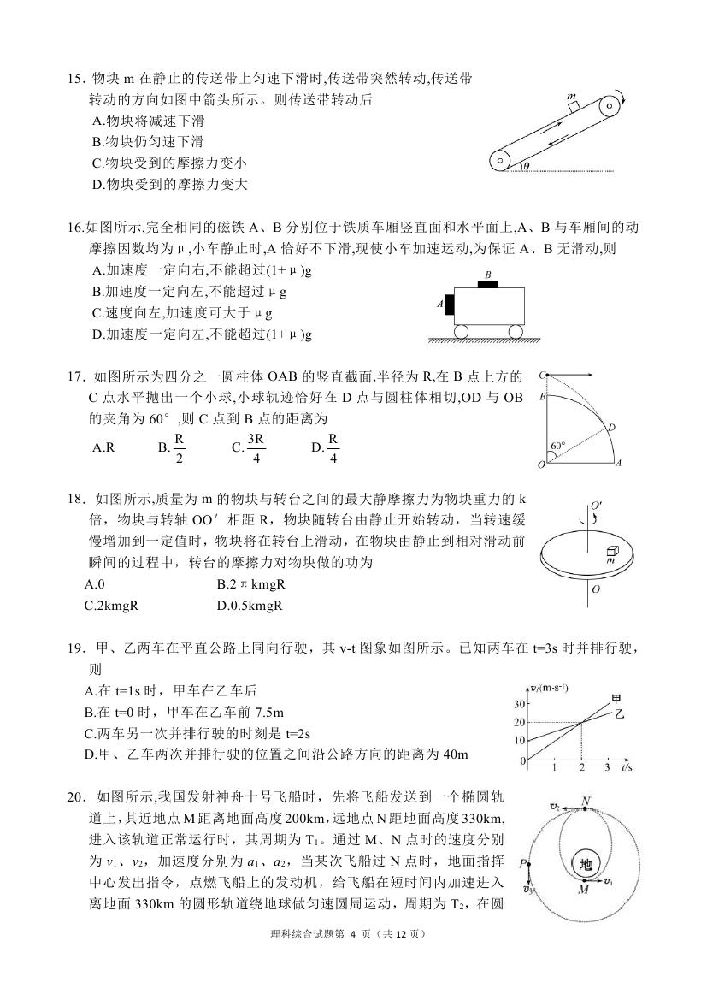 15．物块 m 在静止的传送带上匀速下滑时,传送带突然转动,传送带
转动的方向如图中箭头所示。则传送带转动后
A.物块将减速下滑
B.物块仍匀速下滑
C.物块受到的摩擦力变小
D.物块受到的摩擦力变大
m
θ
16.如图所示,完全相同的磁铁 A、B 分别位于铁质车厢竖直面和水平面上,A、B 与车厢间的动
摩擦因数均为 μ ,小车静止时,A 恰好不下滑,现使小车加速运动,为保证 A、B 无滑动,则
A.加速度一定向右,不能超过(1+ μ )g
B.加速度一定向左,不能超过 μ g
C.速度向左,加速度可大于 μ g
D.加速度一定向左,不能超过(1+ μ )g
B
A
17．如图所示为四分之一圆柱体 OAB 的竖直截面,半径为 R,在 B 点上方的
C 点水平抛出一个小球,小球轨迹恰好在 D 点与圆柱体相切,OD 与 OB
的夹角为 60° ,则 C 点到 B 点的距离为
A.R B. R/2 C. 3R/4 D. R/4
C
B
D
60°
O
A
18．如图所示,质量为 m 的物块与转台之间的最大静摩擦力为物块重力的 k
倍，物块与转轴 OO′相距 R，物块随转台由静止开始转动，当转速缓
慢增加到一定值时，物块将在转台上滑动，在物块由静止到相对滑动前
瞬间的过程中，转台的摩擦力对物块做的功为
A.0 B.2 π kmgR
C.2kmgR D.0.5kmgR
O′
m
O
19．甲、乙两车在平直公路上同向行驶，其 v-t 图象如图所示。已知两车在 t=3s 时并排行驶，
则
A.在 t=1s 时，甲车在乙车后
B.在 t=0 时，甲车在乙车前 7.5m
C.两车另一次并排行驶的时刻是 t=2s
D.甲、乙车两次并排行驶的位置之间沿公路方向的距离为 40m
v/(m·s⁻¹)
30
20
10
0
1 2 3 t/s
甲
乙
20．如图所示,我国发射神舟十号飞船时，先将飞船发送到一个椭圆轨
道上,其近地点 M 距离地面高度 200km,远地点 N 距地面高度 330km,
进入该轨道正常运行时，其周期为 T₁。通过 M、N 点时的速度分别
为 v₁、v₂，加速度分别为 a₁、a₂，当某次飞船过 N 点时，地面指挥
中心发出指令，点燃飞船上的发动机，给飞船在短时间内加速进入
离地面 330km 的圆形轨道绕地球做匀速圆周运动，周期为 T₂，在圆
v₂
N
P
地
v₃
M
v₁
理科综合试题第 4 页（共 12 页）